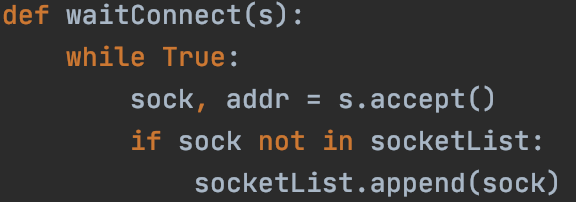 def waitConnect(s):
    while True:
        sock, addr = s.accept()
        if sock not in socketList:
            socketList.append(sock)